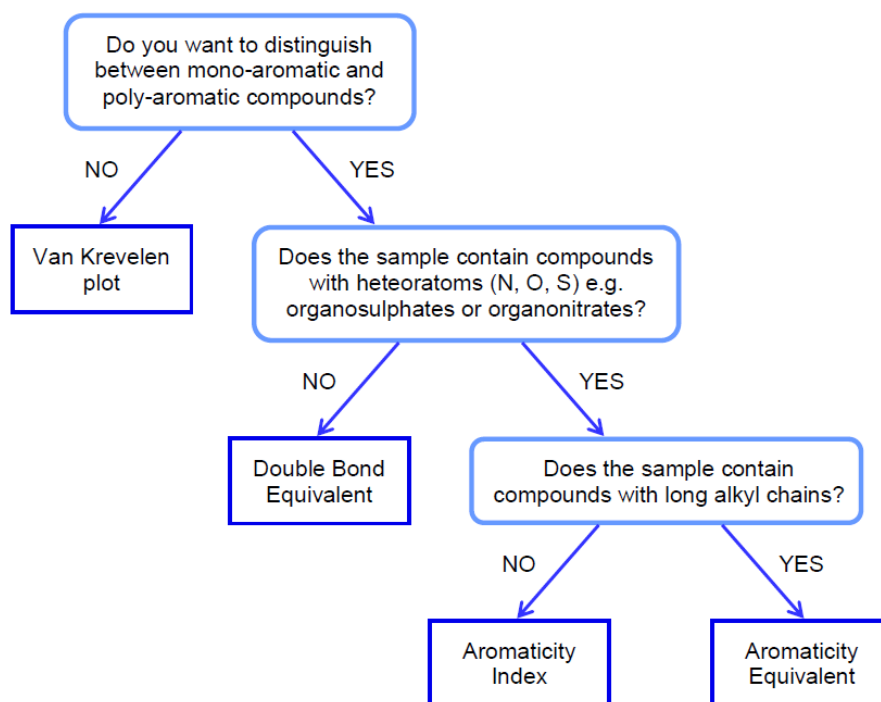 Do you want to distinguish
between mono-aromatic and
poly-aromatic compounds?
NO
YES
Van Krevelen
plot
Does the sample contain compounds
with heteoratoms (N, O, S) e.g.
organosulphates or organonitrates?
NO
YES
Double Bond
Equivalent
Does the sample contain
compounds with long alkyl chains?
NO
YES
Aromaticity
Index
Aromaticity
Equivalent